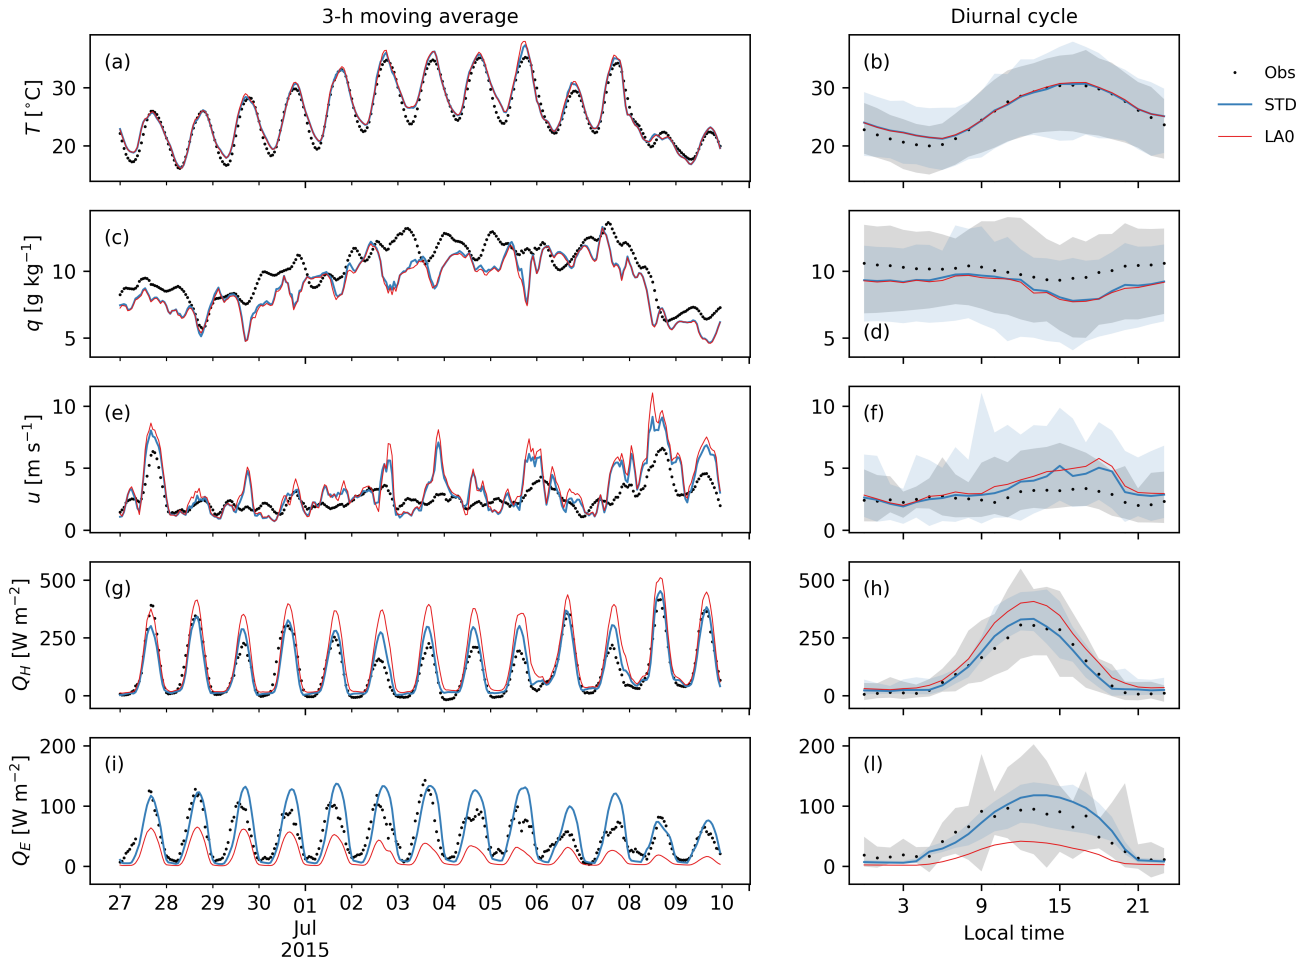 3-h moving average
Diurnal cycle
(a)
T [°C]
30
20
(b)
30
20
Obs
STD
LA0
(c)
q [g kg⁻¹]
10
5
(d)
10
5
(e)
u [m s⁻¹]
10
5
0
(f)
10
5
0
(g)
Q_H [W m⁻²]
500
250
0
(h)
500
250
0
(i)
Q_E [W m⁻²]
200
100
0
(l)
200
100
0
27 28 29 30 01 02 03 04 05 06 07 08 09 10
Jul
2015
3 9 15 21
Local time